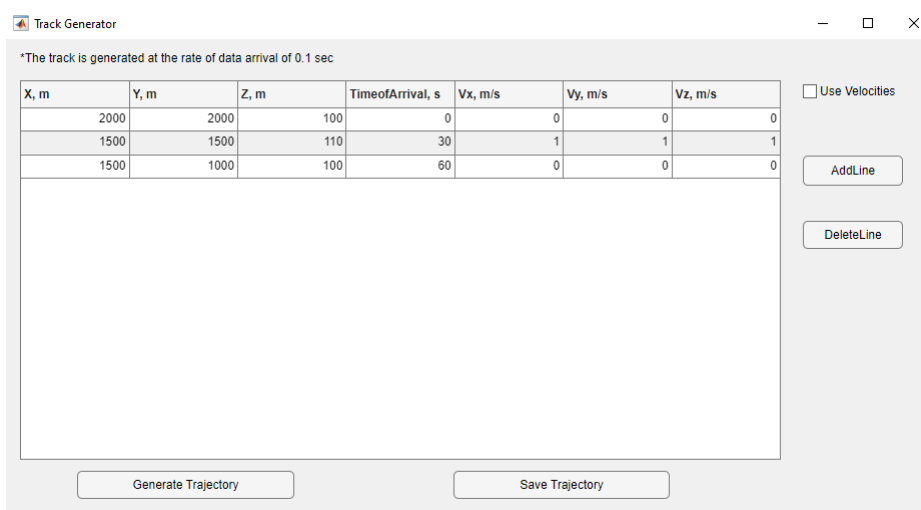 Track Generator
*The track is generated at the rate of data arrival of 0.1 sec
X, m Y, m Z, m TimeofArrival, s Vx, m/s Vy, m/s Vz, m/s
2000 2000 100 0 0 0 0
1500 1500 110 30 1 1 1
1500 1000 100 60 0 0 0
Use Velocities
AddLine
DeleteLine
Generate Trajectory Save Trajectory